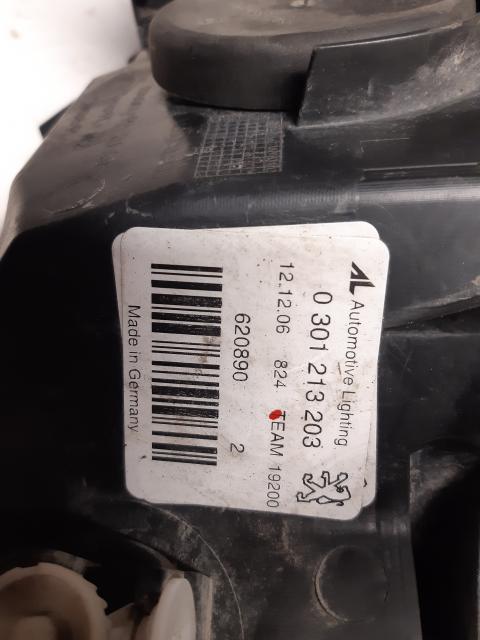 AL Automotive Lighting
0 301 213 203
12.12.06 824 TEAM 19200
620890 2
Made in Germany